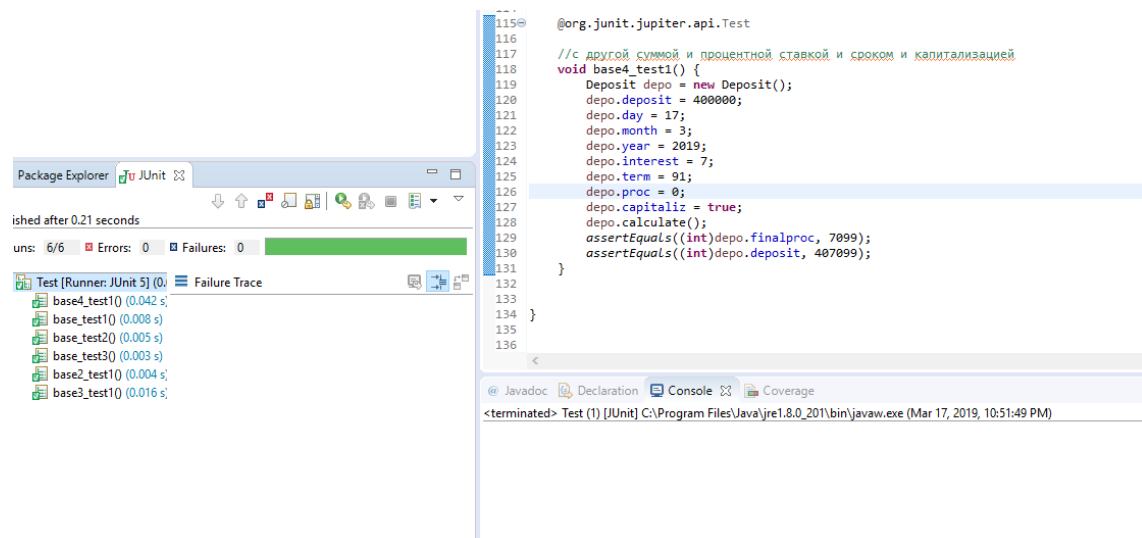 Package Explorer JUnit
ished after 0.21 seconds
uns: 6/6 Errors: 0 Failures: 0
Test [Runner: JUnit 5] (0. Failure Trace
base4_test1() (0.042 s)
base_test1() (0.008 s)
base_test2() (0.005 s)
base_test3() (0.003 s)
base2_test1() (0.004 s)
base3_test1() (0.016 s)
115 @org.junit.jupiter.api.Test
116
117 //с другой суммой и процентной ставкой и сроком и капитализацией
118 void base4_test1() {
119 Deposit depo = new Deposit();
120 depo.deposit = 400000;
121 depo.day = 17;
122 depo.month = 3;
123 depo.year = 2019;
124 depo.interest = 7;
125 depo.term = 91;
126 depo.proc = 0;
127 depo.capitaliz = true;
128 depo.calculate();
129 assertEquals((int)depo.finalproc, 7099);
130 assertEquals((int)depo.deposit, 407099);
131 }
132
133
134 }
135
136
@ Javadoc Declaration Console Coverage
<terminated> Test (1) [JUnit] C:\Program Files\Java\jre1.8.0_201\bin\javaw.exe (Mar 17, 2019, 10:51:49 PM)